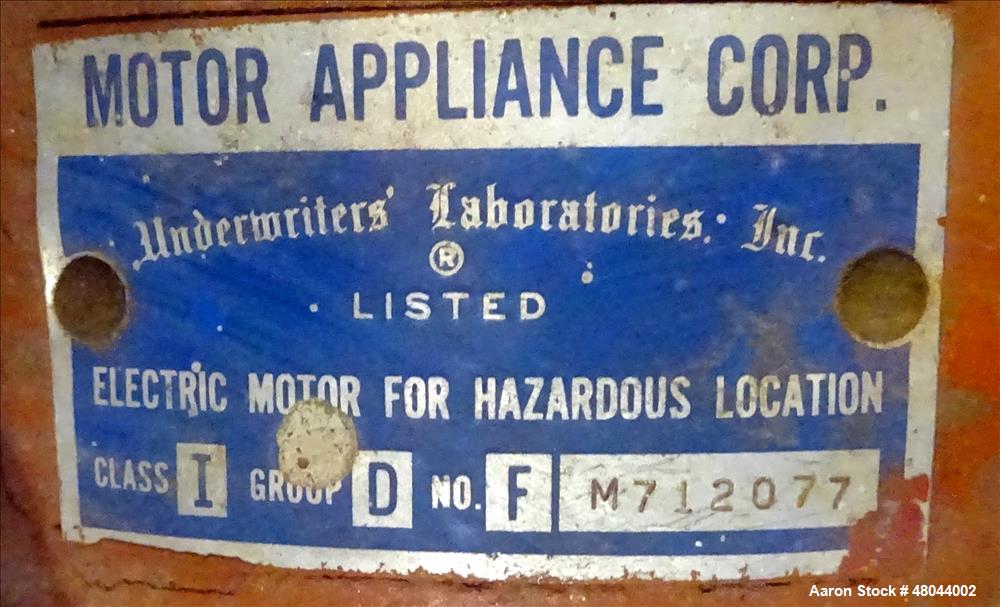 MOTOR APPLIANCE CORP.
Underwriters' Laboratories, Inc.
®
LISTED
ELECTRIC MOTOR FOR HAZARDOUS LOCATION
CLASS I GROUP D NO. F M712077
Aaron Stock # 48044002